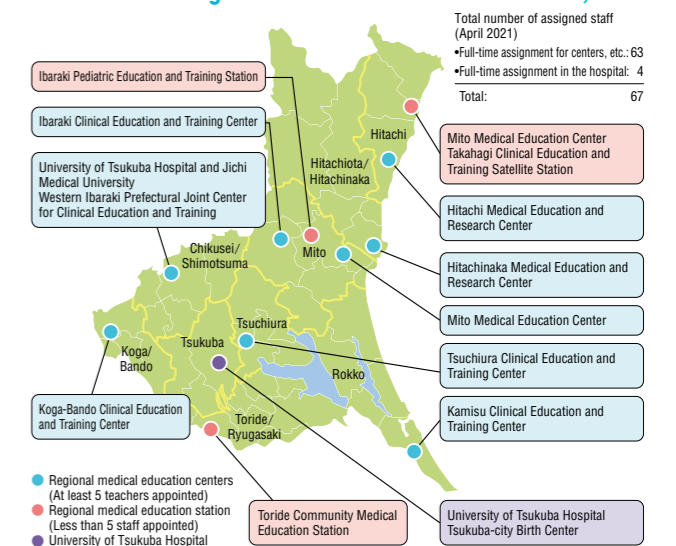 Total number of assigned staff
(April 2021)
•Full-time assignment for centers, etc.: 63
•Full-time assignment in the hospital: 4
Total: 67
Ibaraki Pediatric Education and Training Station
Ibaraki Clinical Education and Training Center
University of Tsukuba Hospital and Jichi
Medical University
Western Ibaraki Prefectural Joint Center
for Clinical Education and Training
Hitachi
Mito Medical Education Center
Takahagi Clinical Education and
Training Satellite Station
Hitachiota/
Hitachinaka
Hitachi Medical Education and
Research Center
Chikusei/
Shimotsuma
Mito
Hitachinaka Medical Education and
Research Center
Mito Medical Education Center
Tsuchiura
Tsukuba
Koga/
Bando
Rokko
Tsuchiura Clinical Education and
Training Center
Koga-Bando Clinical Education
and Training Center
Toride/
Ryugasaki
Kamisu Clinical Education and
Training Center
Regional medical education centers
(At least 5 teachers appointed)
Regional medical education station
(Less than 5 staff appointed)
University of Tsukuba Hospital
Toride Community Medical
Education Station
University of Tsukuba Hospital
Tsukuba-city Birth Center